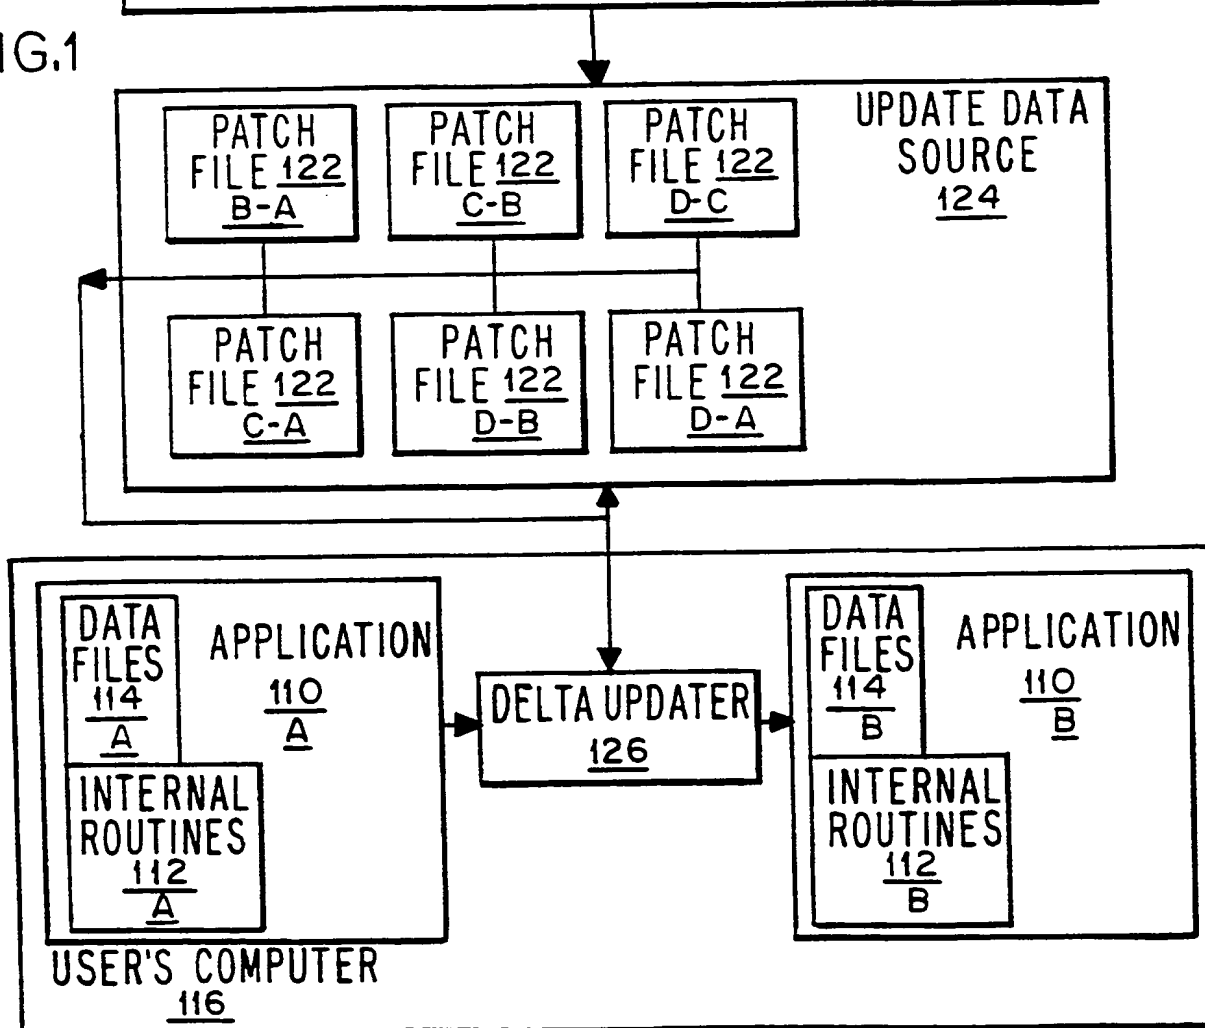 IG.1
UPDATE DATA
SOURCE
124
PATCH
FILE 122
B-A
PATCH
FILE 122
C-B
PATCH
FILE 122
D-C
PATCH
FILE 122
C-A
PATCH
FILE 122
D-B
PATCH
FILE 122
D-A
DATA
FILES
114
A
APPLICATION
110
A
INTERNAL
ROUTINES
112
A
DELTA UPDATER
126
DATA
FILES
114
B
APPLICATION
110
B
INTERNAL
ROUTINES
112
B
USER'S COMPUTER
116